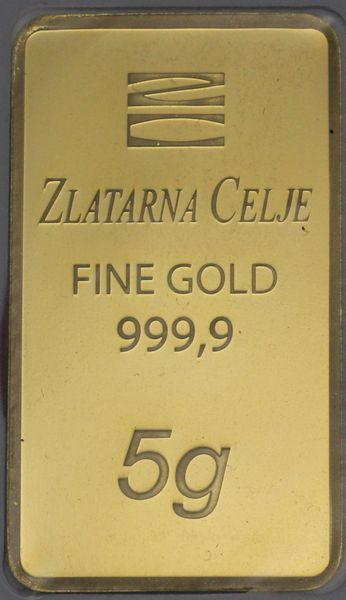 ZLATARNA CELJE
FINE GOLD
999,9
5g